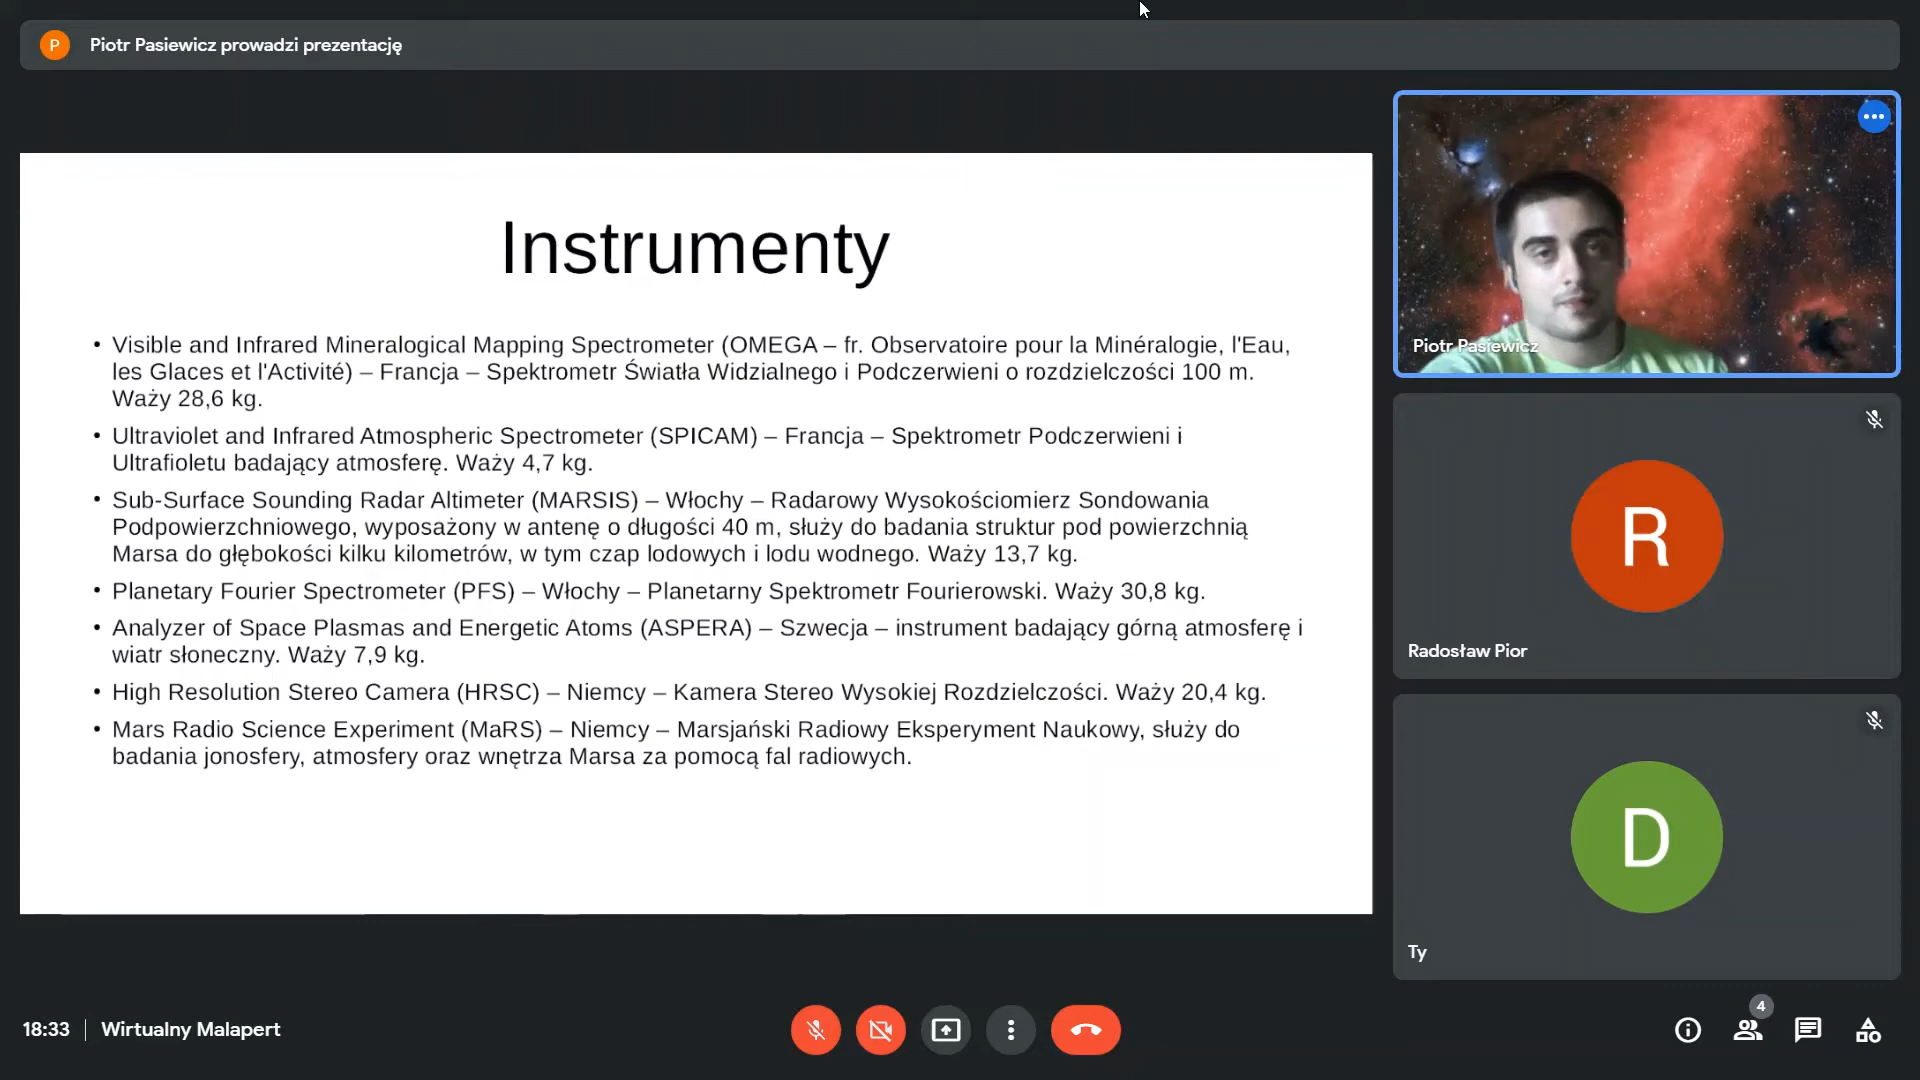 P
Piotr Pasiewicz prowadzi prezentację
Instrumenty
• Visible and Infrared Mineralogical Mapping Spectrometer (OMEGA – fr. Observatoire pour la Minéralogie, l'Eau,
les Glaces et l'Activité) – Francja – Spektrometr Światła Widzialnego i Podczerwieni o rozdzielczości 100 m.
Waży 28,6 kg.
• Ultraviolet and Infrared Atmospheric Spectrometer (SPICAM) – Francja – Spektrometr Podczerwieni i
Ultrafioletu badający atmosferę. Waży 4,7 kg.
• Sub-Surface Sounding Radar Altimeter (MARSIS) – Włochy – Radarowy Wysokościomierz Sondowania
Podpowierzchniowego, wyposażony w antenę o długości 40 m, służy do badania struktur pod powierzchnią
Marsa do głębokości kilku kilometrów, w tym czap lodowych i lodu wodnego. Waży 13,7 kg.
• Planetary Fourier Spectrometer (PFS) – Włochy – Planetarny Spektrometr Fourierowski. Waży 30,8 kg.
• Analyzer of Space Plasmas and Energetic Atoms (ASPERA) – Szwecja – instrument badający górną atmosferę i
wiatr słoneczny. Waży 7,9 kg.
• High Resolution Stereo Camera (HRSC) – Niemcy – Kamera Stereo Wysokiej Rozdzielczości. Waży 20,4 kg.
• Mars Radio Science Experiment (MaRS) – Niemcy – Marsjański Radiowy Eksperyment Naukowy, służy do
badania jonosfery, atmosfery oraz wnętrza Marsa za pomocą fal radiowych.
Piotr Pasiewicz
R
Radosław Pior
D
Ty
18:33 | Wirtualny Malapert
4